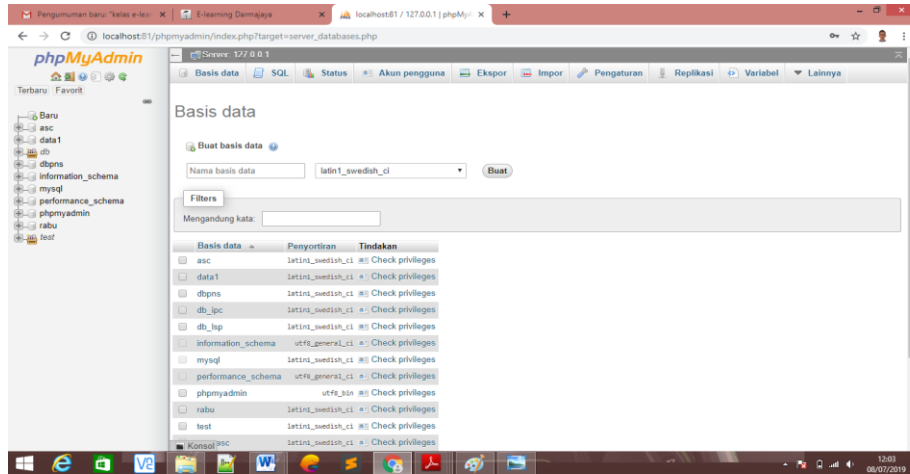 Pengumuman baru: "kelas e-lear
E-learning Darmajaya
localhost:81 / 127.0.0.1 | phpMyA
localhost:81/phpmyadmin/index.php?target=server_databases.php
phpMyAdmin
Terbaru Favorit
Baru
asc
data1
db
dbpns
information_schema
mysql
performance_schema
phpmyadmin
rabu
test
Server: 127.0.0.1
Basis data SQL Status Akun pengguna Ekspor Impor Pengaturan Replikasi Variabel Lainnya
Basis data
Buat basis data
Nama basis data latin1_swedish_ci Buat
Filters
Mengandung kata:
Basis data Penyortiran Tindakan
asc latin1_swedish_ci Check privileges
data1 latin1_swedish_ci Check privileges
dbpns latin1_swedish_ci Check privileges
db_ipc latin1_swedish_ci Check privileges
db_lsp latin1_swedish_ci Check privileges
information_schema utf8_general_ci Check privileges
mysql latin1_swedish_ci Check privileges
performance_schema utf8_general_ci Check privileges
phpmyadmin utf8_bin Check privileges
rabu latin1_swedish_ci Check privileges
test latin1_swedish_ci Check privileges
asc latin1_swedish_ci Check privileges
Konsol
12:03
08/07/2019